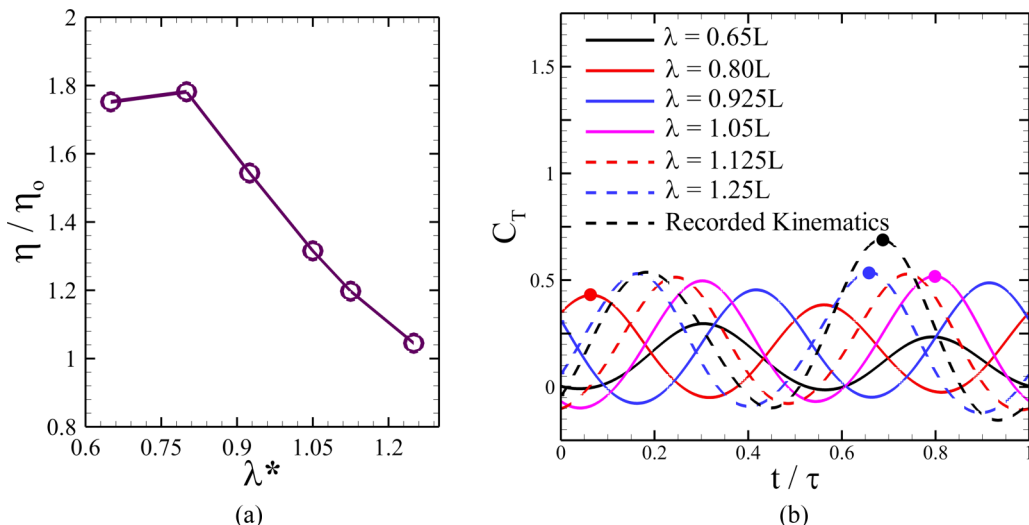 2
1.8
1.6
1.4
1.2
1
0.8
η / ηo
0.6
0.75
0.9
1.05
1.2
λ*
(a)
1.5
1
0.5
0
C_T
λ = 0.65L
λ = 0.80L
λ = 0.925L
λ = 1.05L
λ = 1.125L
λ = 1.25L
Recorded Kinematics
0
0.2
0.4
0.6
0.8
1
t / τ
(b)